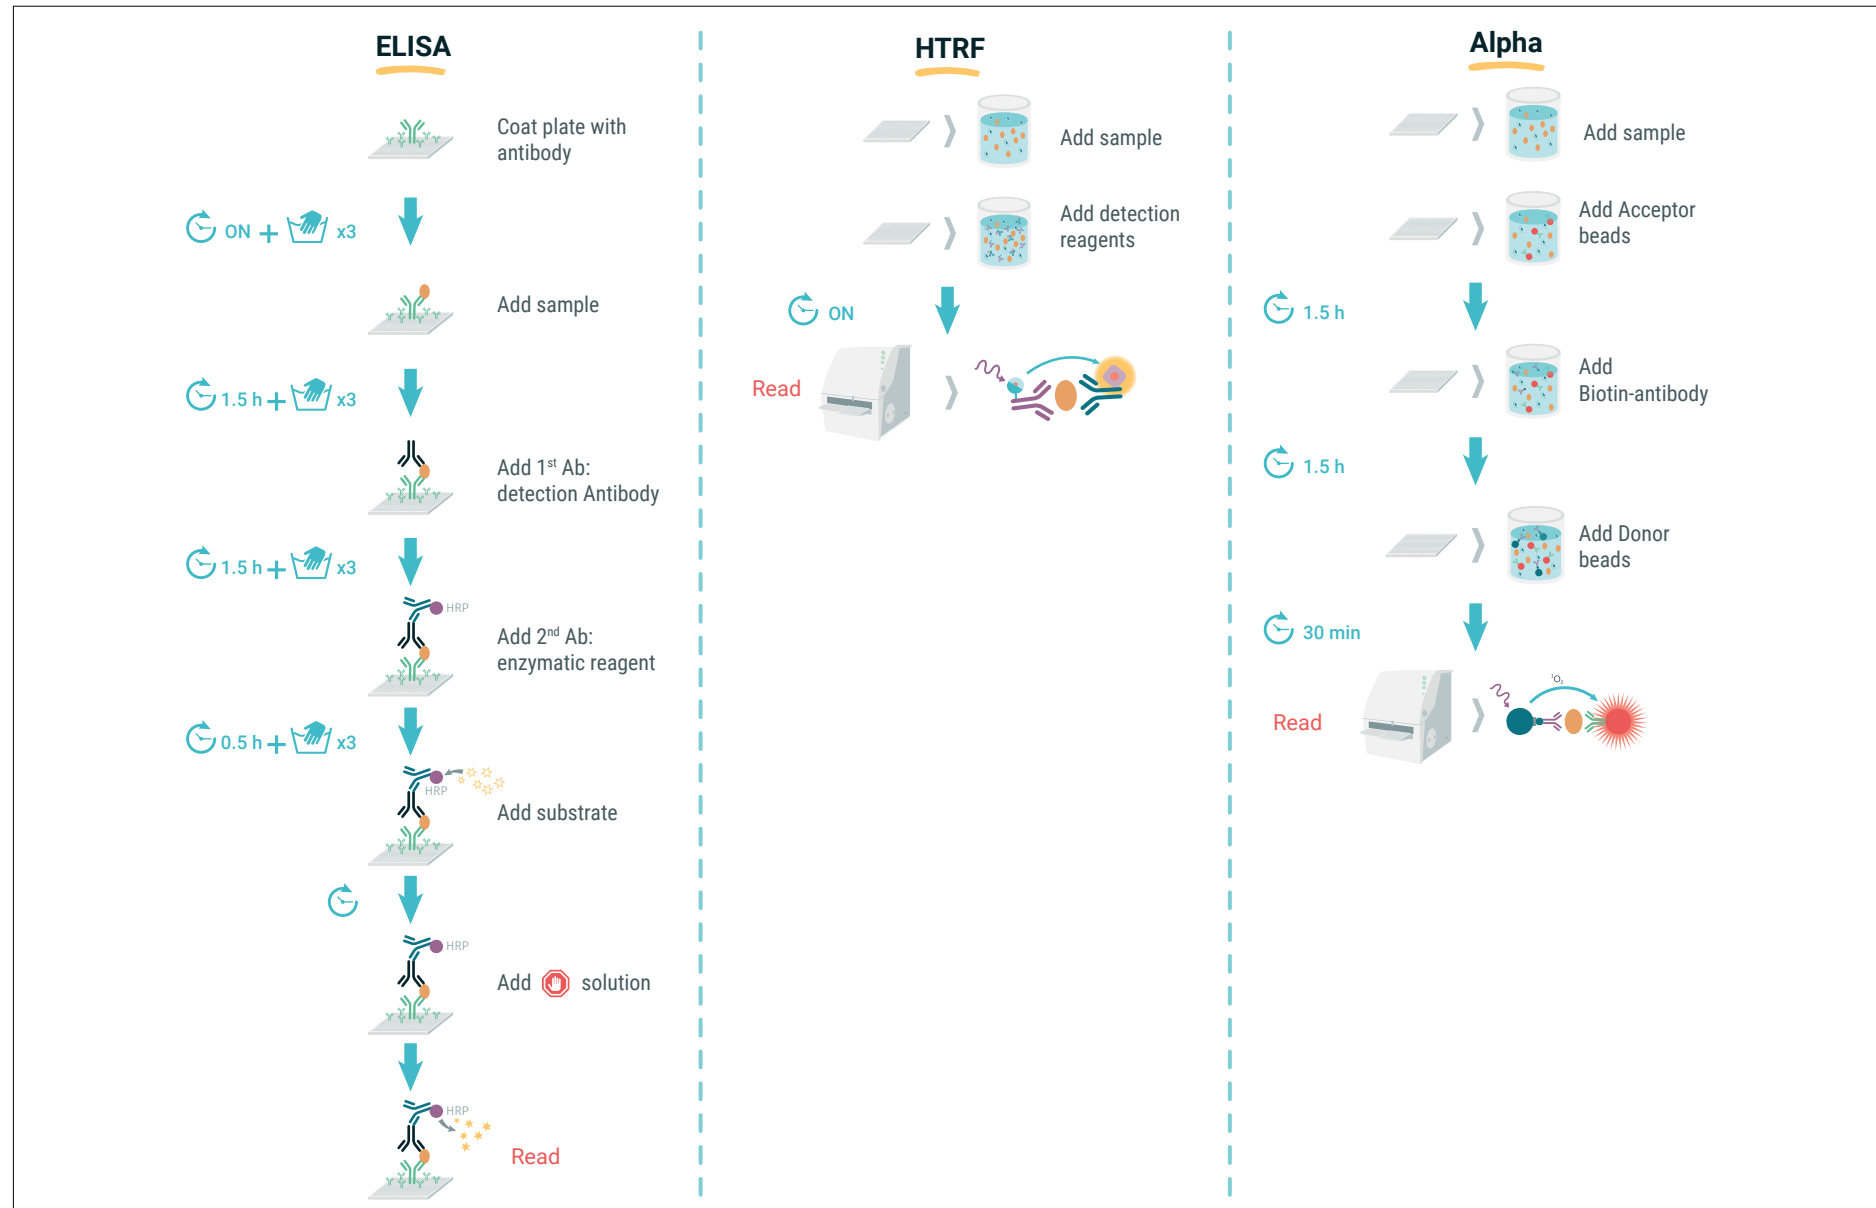 ELISA
Coat plate with
antibody
ON + x3
Add sample
1.5 h + x3
Add 1st Ab:
detection Antibody
1.5 h + x3
HRP
Add 2nd Ab:
enzymatic reagent
0.5 h + x3
HRP
Add substrate
HRP
Add solution
HRP
Read
HTRF
Add sample
Add detection
reagents
ON
Read
Alpha
Add sample
Add Acceptor
beads
1.5 h
Add
Biotin-antibody
1.5 h
Add Donor
beads
30 min
Read
¹O₂